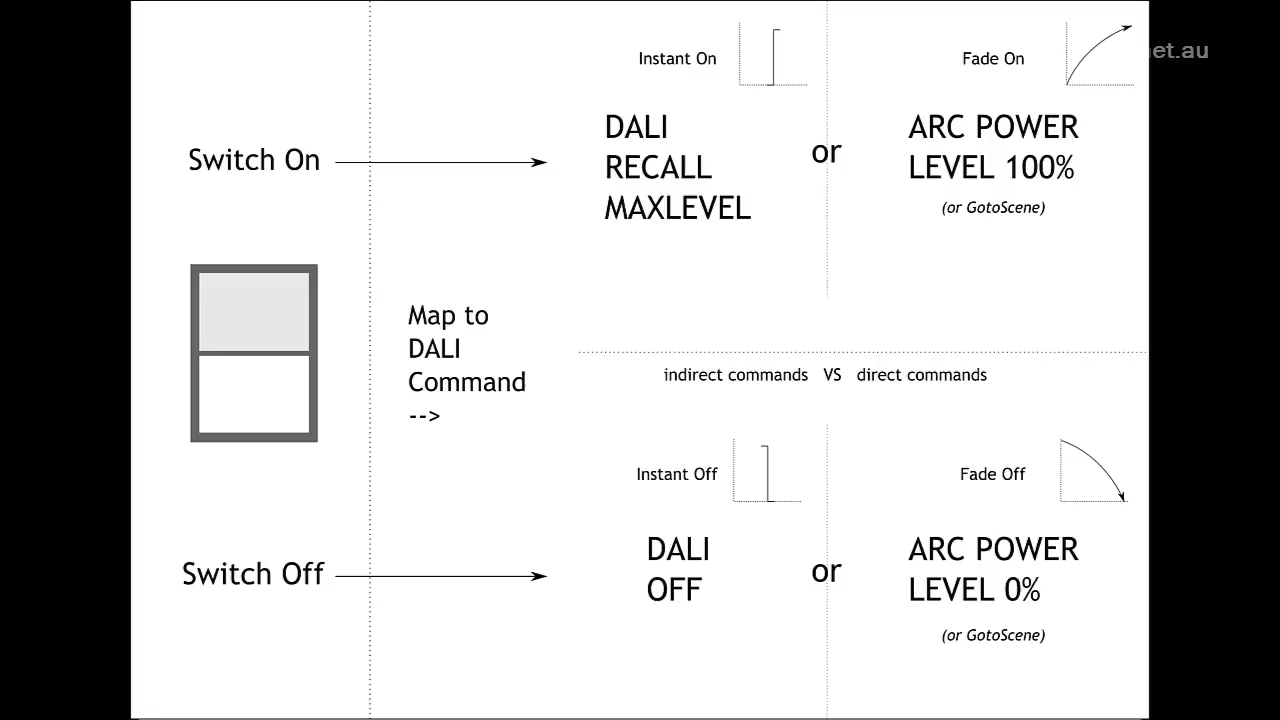 Instant On
Fade On
net.au
DALI
RECALL
MAXLEVEL
or
ARC POWER
LEVEL 100%
(or GotoScene)
Switch On
Map to
DALI
Command
-->
indirect commands VS direct commands
Instant Off
Fade Off
Switch Off
DALI
OFF
or
ARC POWER
LEVEL 0%
(or GotoScene)